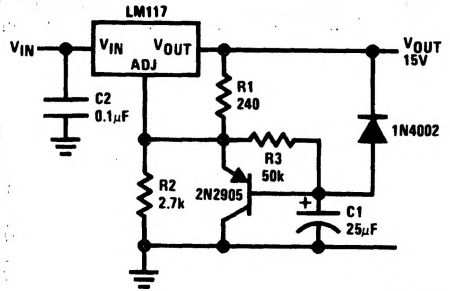 LM117
VIN
VIN
VOUT
ADJ
VOUT
15V
C2
0.1µF
R1
240
1N4002
R3
50k
R2
2.7k
2N2905
+
C1
25µF